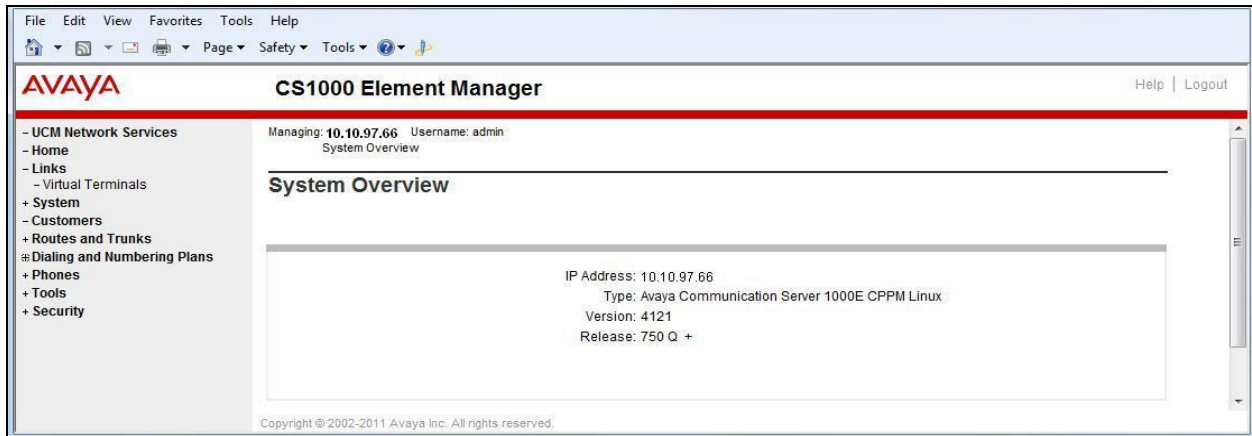 File Edit View Favorites Tools Help
Page Safety Tools
AVAYA
CS1000 Element Manager
Help | Logout
- UCM Network Services
- Home
- Links
- Virtual Terminals
+ System
- Customers
+ Routes and Trunks
+ Dialing and Numbering Plans
+ Phones
+ Tools
+ Security
Managing: 10.10.97.66 Username: admin
System Overview
System Overview
IP Address: 10.10.97.66
Type: Avaya Communication Server 1000E CPPM Linux
Version: 4121
Release: 750 Q +
Copyright © 2002-2011 Avaya Inc. All rights reserved.